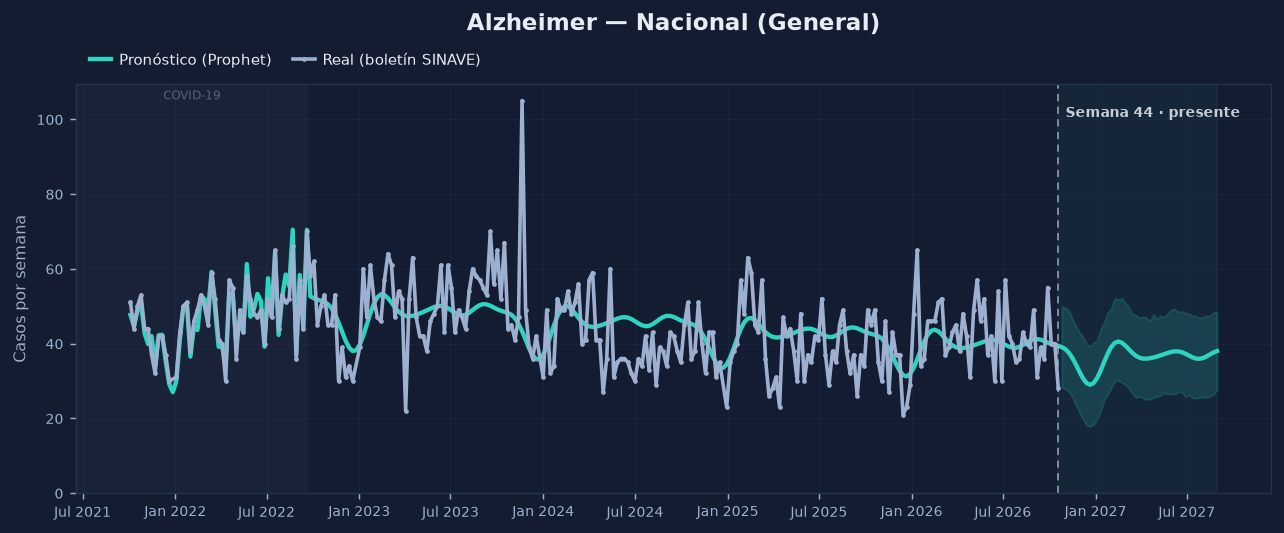 Alzheimer — Nacional (General)
Pronóstico (Prophet) Real (boletín SINAVE)
COVID-19
Semana 44 · presente
Casos por semana
100
80
60
40
20
0
Jul 2021 Jan 2022 Jul 2022 Jan 2023 Jul 2023 Jan 2024 Jul 2024 Jan 2025 Jul 2025 Jan 2026 Jul 2026 Jan 2027 Jul 2027